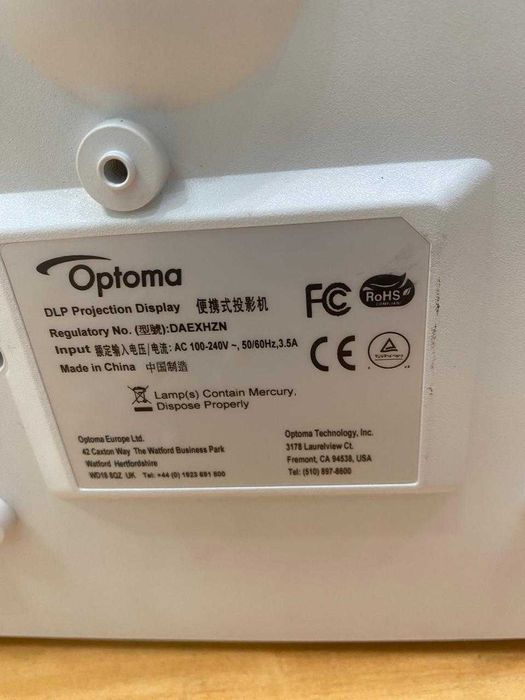 Optoma
DLP Projection Display 便携式投影机
Regulatory No. (型號):DAEXHZN
Input 额定输入电压/电流: AC 100-240V ~, 50/60Hz,3.5A
Made in China 中国制造
FC
RoHS
COMPLIANT
CE
Lamp(s) Contain Mercury,
Dispose Properly
Optoma Europe Ltd.
42 Caxton Way The Watford Business Park
Watford Hertfordshire
WD18 8QZ UK Tel: +44 (0) 1923 691 800
Optoma Technology, Inc.
3178 Laurelview Ct.
Fremont, CA 94538, USA
Tel: (510) 897-8600